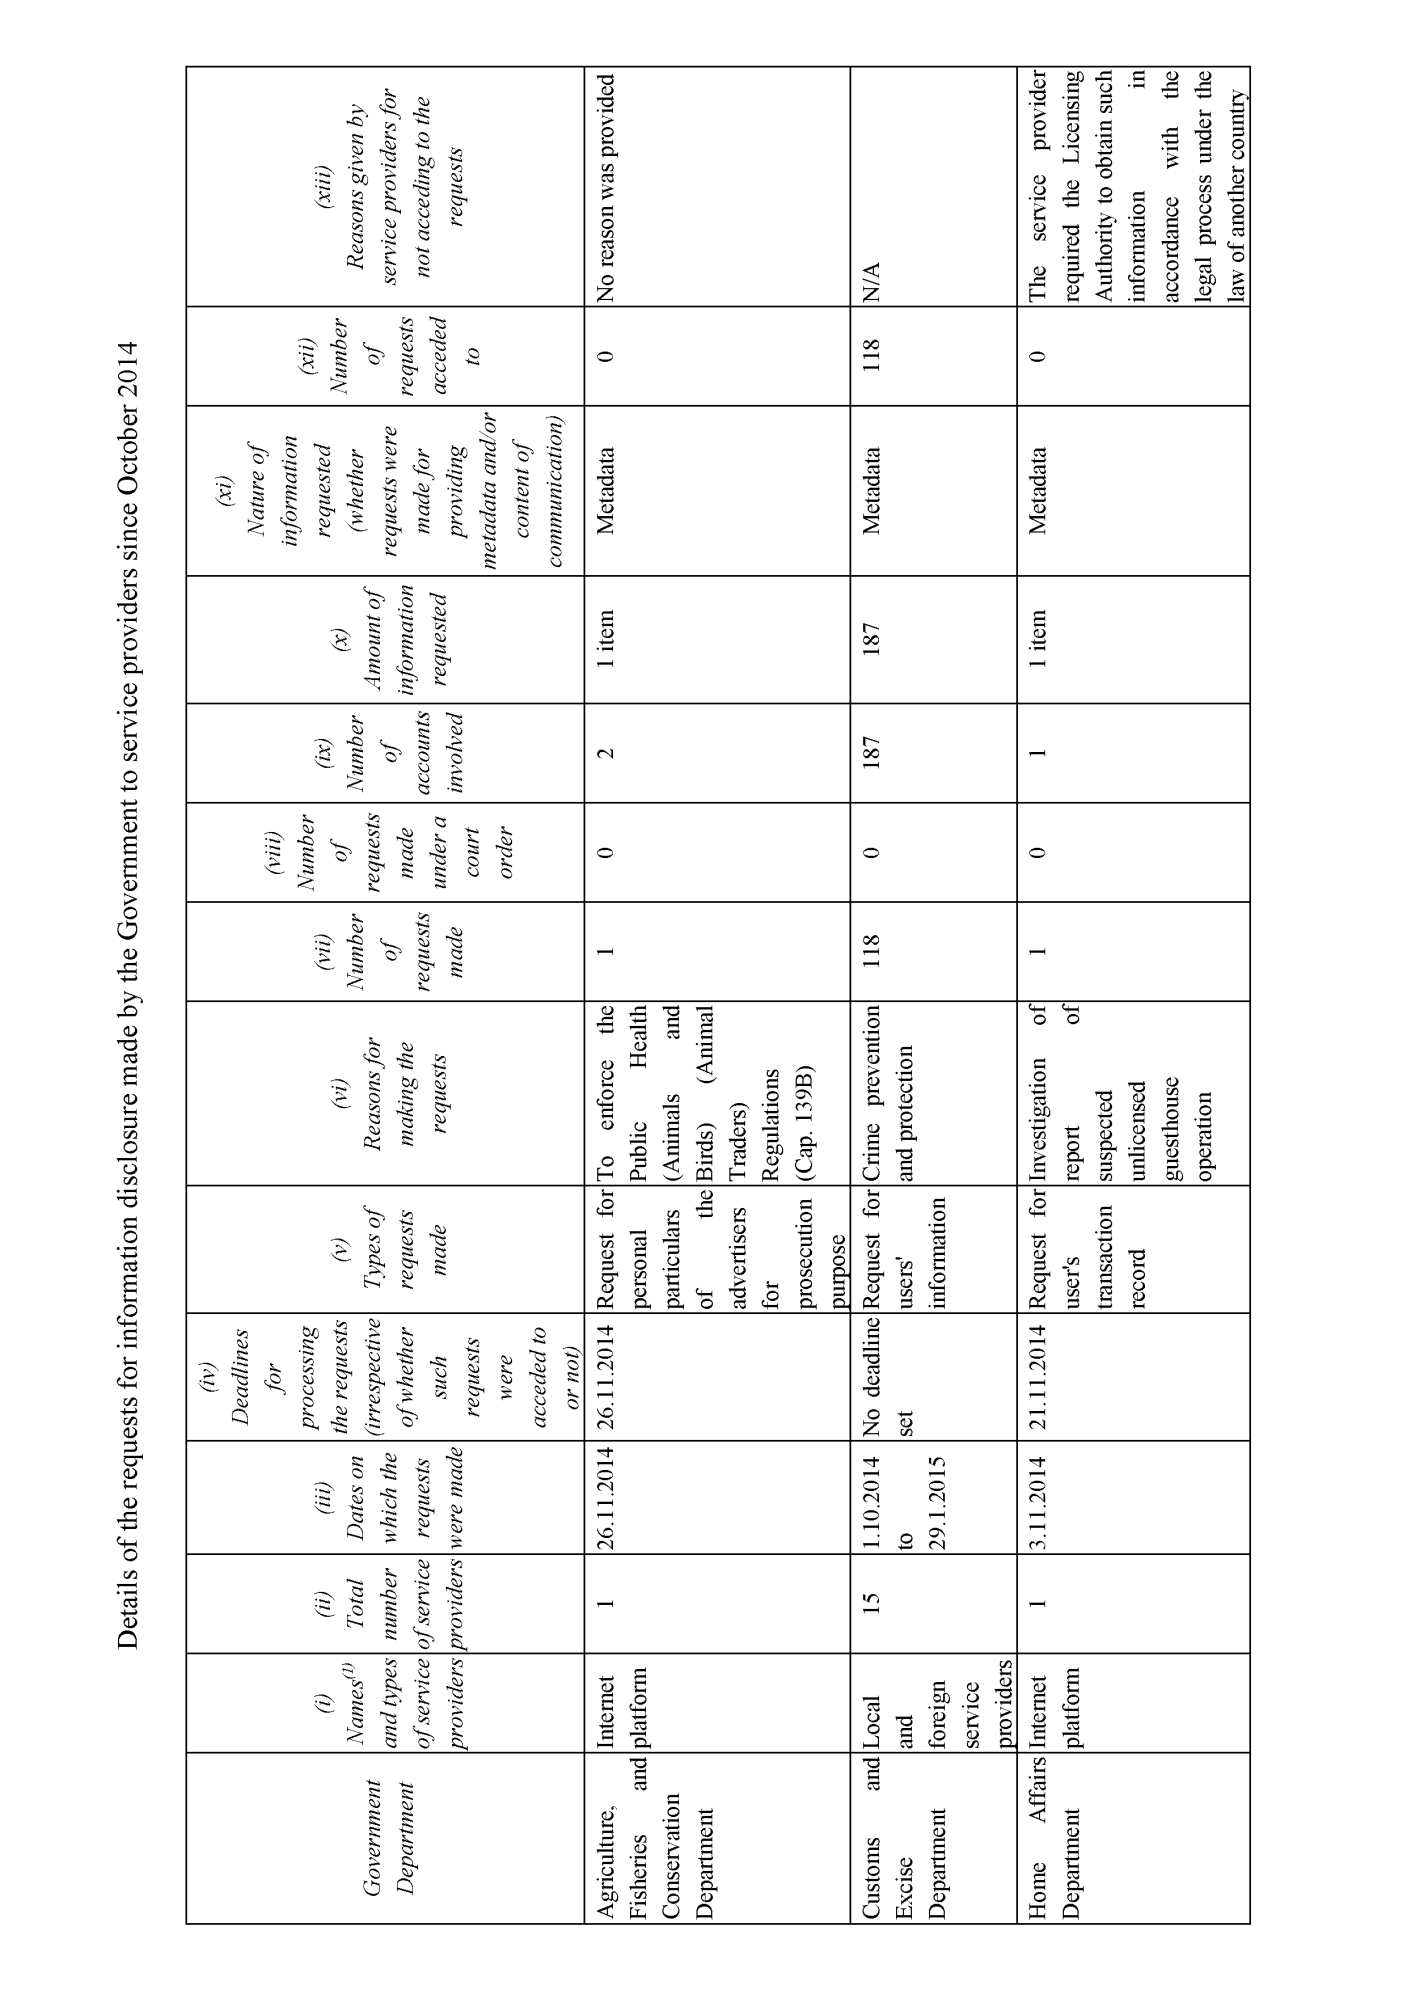 Details of the requests for information disclosure made by the Government to service providers since October 2014
Government
Department
(i)
Names(1)
and types
of service
providers
(ii)
Total
number
of service
providers
(iii)
Dates on
which the
requests
were made
(iv)
Deadlines
for
processing
the requests
(irrespective
of whether
such
requests
were
acceded to
or not)
(v)
Types of
requests
made
(vi)
Reasons for
making the
requests
(vii)
Number
of
requests
made
(viii)
Number
of
requests
made
under a
court
order
(ix)
Number
of
accounts
involved
(x)
Amount of
information
requested
(xi)
Nature of
information
requested
(whether
requests were
made for
providing
metadata and/or
content of
communication)
(xii)
Number
of
requests
acceded
to
(xiii)
Reasons given by
service providers for
not acceding to the
requests
Agriculture,
Fisheries and
Conservation
Department
Internet
platform
1
26.11.2014
26.11.2014
Request for
personal
particulars
of the
advertisers
for
prosecution
purpose
To enforce the
Public Health
(Animals and
Birds) (Animal
Traders)
Regulations
(Cap. 139B)
1
0
2
1 item
Metadata
0
No reason was provided
Customs and
Excise
Department
Local
and
foreign
service
providers
15
1.10.2014
to
29.1.2015
No deadline
set
Request for
users'
information
Crime prevention
and protection
118
0
187
187
Metadata
118
N/A
Home Affairs
Department
Internet
platform
1
3.11.2014
21.11.2014
Request for
user's
transaction
record
Investigation of
report of
suspected
unlicensed
guesthouse
operation
1
0
1
1 item
Metadata
0
The service provider
required the Licensing
Authority to obtain such
information in
accordance with the
legal process under the
law of another country